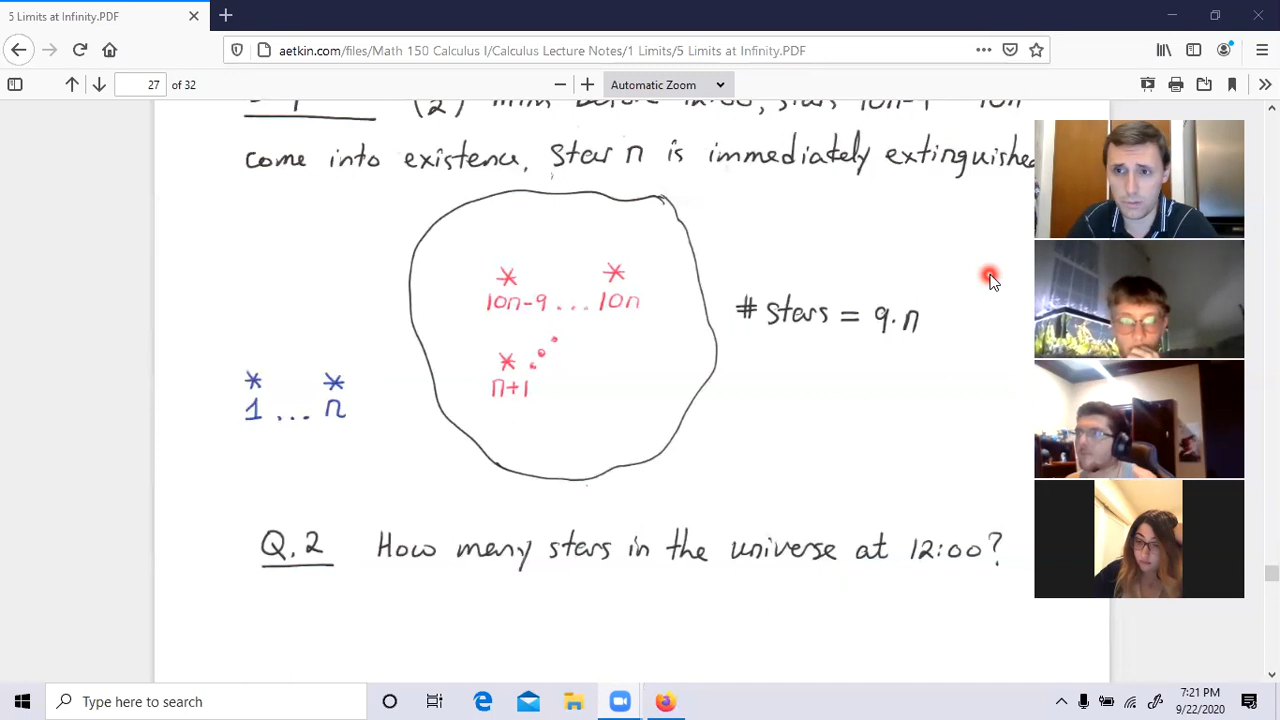 5 Limits at Infinity.PDF
aetkin.com/files/Math 150 Calculus I/Calculus Lecture Notes/1 Limits/5 Limits at Infinity.PDF
27 of 32
Automatic Zoom
come into existence, Star n is immediately extinguished
* *
10n-9 ... 10n
# stars = 9·n
*
n+1
* *
1 ... n
Q.2 How many stars in the universe at 12:00?
Type here to search
7:21 PM
9/22/2020